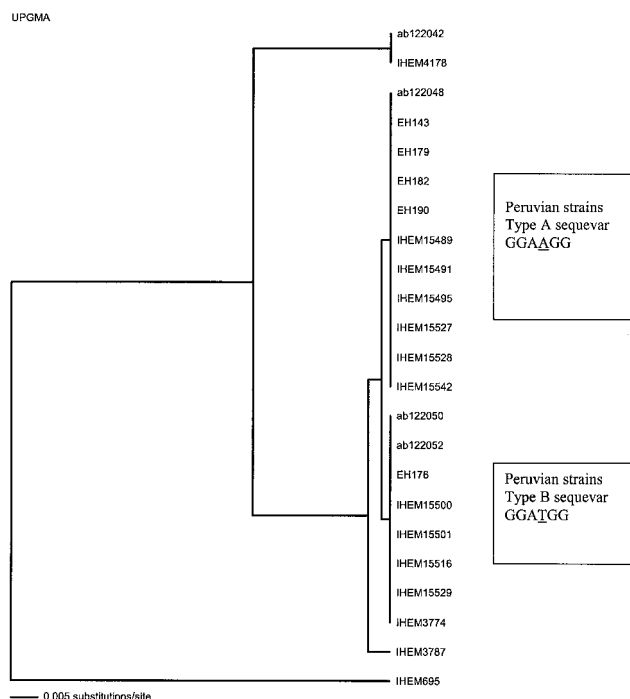 UPGMA
ab122042
IHEM4178
ab122048
EH143
EH179
EH182
EH190
IHEM15489
IHEM15491
IHEM15495
IHEM15527
IHEM15528
IHEM15542
Peruvian strains
Type A sequevar
GGAAGG
ab122050
ab122052
EH176
IHEM15500
IHEM15501
IHEM15516
IHEM15529
IHEM3774
Peruvian strains
Type B sequevar
GGATGG
IHEM3787
IHEM695
0.005 substitutions/site